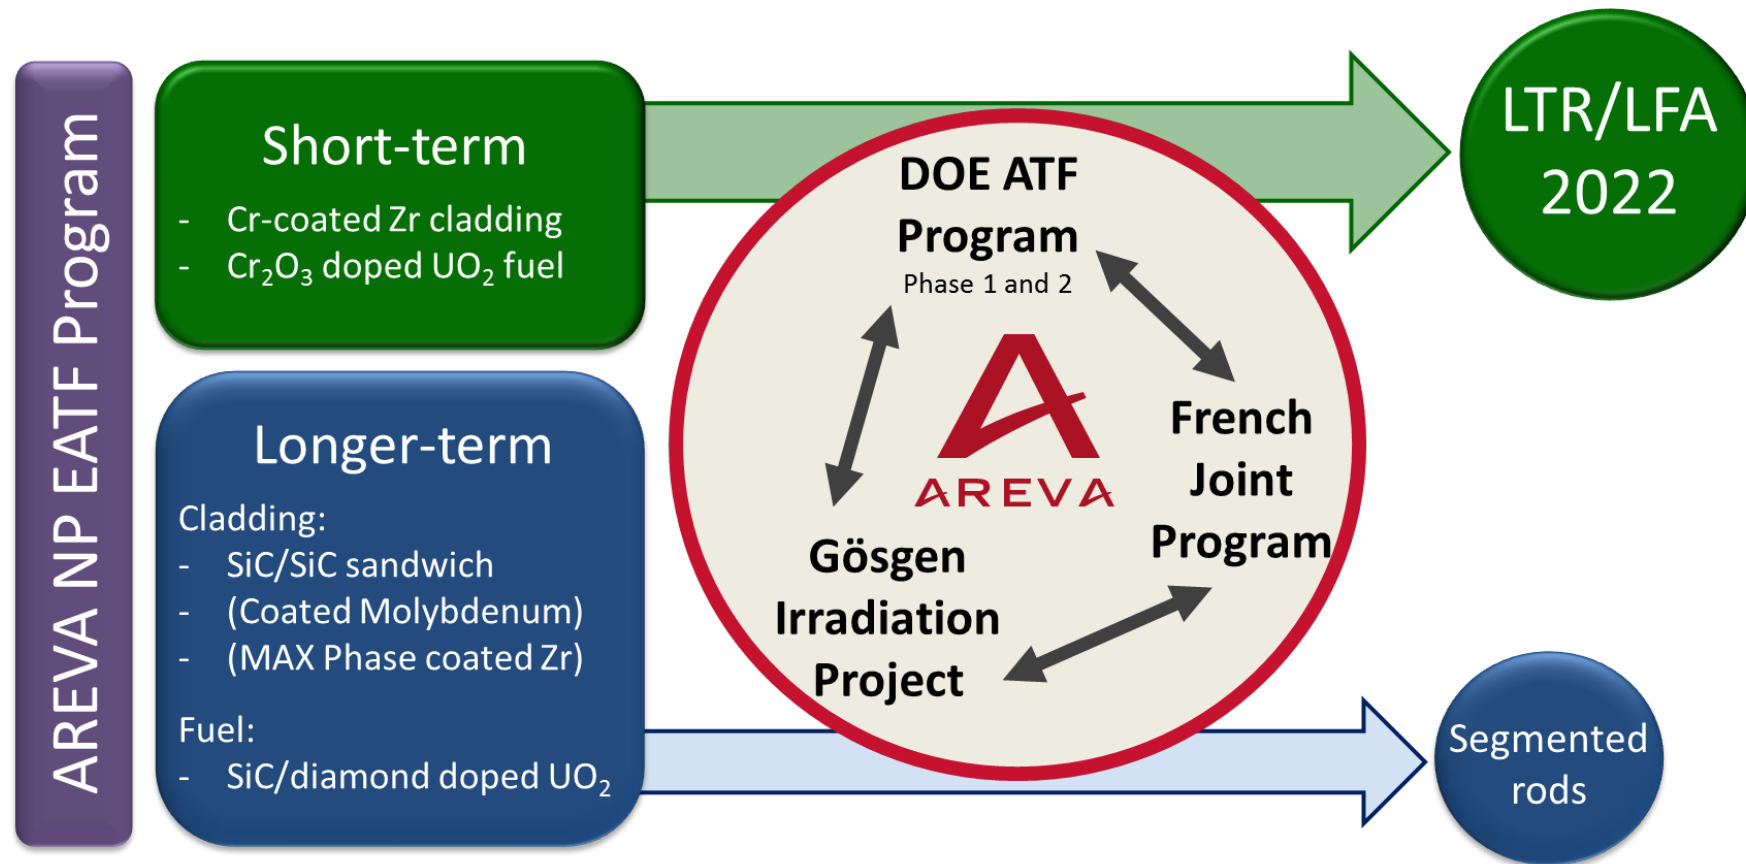 AREVA NP EATF Program
Short-term
- Cr-coated Zr cladding
- Cr₂O₃ doped UO₂ fuel
Longer-term
Cladding:
- SiC/SiC sandwich
- (Coated Molybdenum)
- (MAX Phase coated Zr)
Fuel:
- SiC/diamond doped UO₂
DOE ATF
Program
Phase 1 and 2
AREVA
French
Joint
Program
Gösgen
Irradiation
Project
LTR/LFA
2022
Segmented
rods